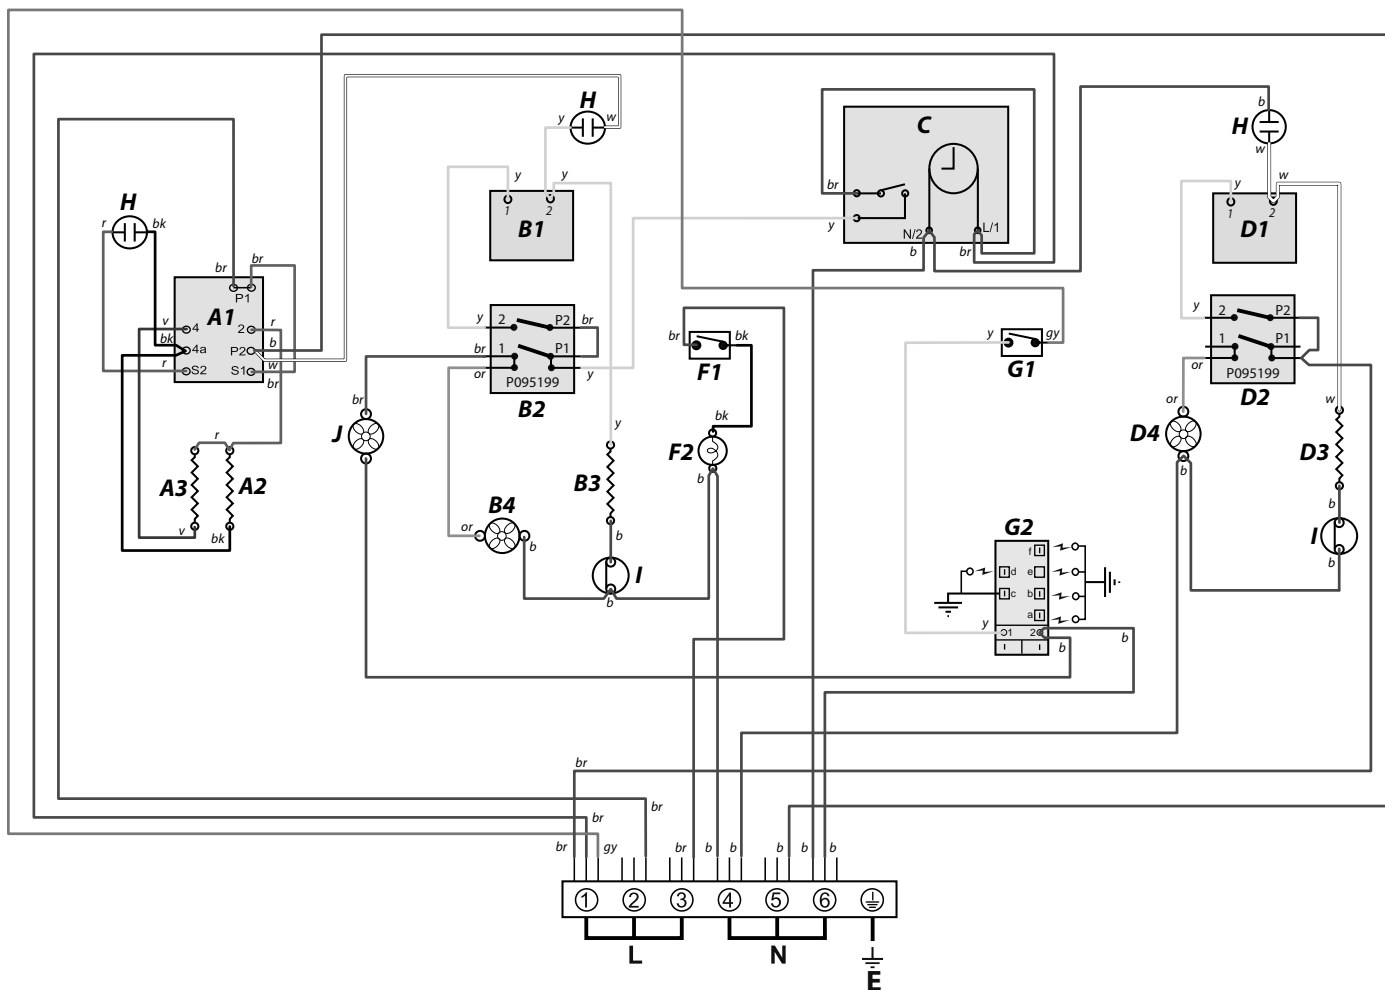 H
y
w
br
y
C
N/2
L/1
b
br
b
H
w
y
1
y
2
B1
y
w
1
2
D1
H
r
bk
br
br
P1
A1
v
4
2
r
bk
4a
P2
b
r
S2
S1
w
br
r
A3
A2
v
bk
y
2
P2
br
br
1
P1
or
y
P095199
B2
br
J
or
B4
b
y
B3
b
I
b
br
bk
F1
bk
F2
b
y
gy
G1
G2
f
d
e
c
b
a
y
1
2
b
b
y
2
P2
1
P1
or
P095199
D2
or
D4
b
w
D3
b
I
b
br
br
gy
br
br
b
b
b
b
b
1
2
3
4
5
6
L
N
E